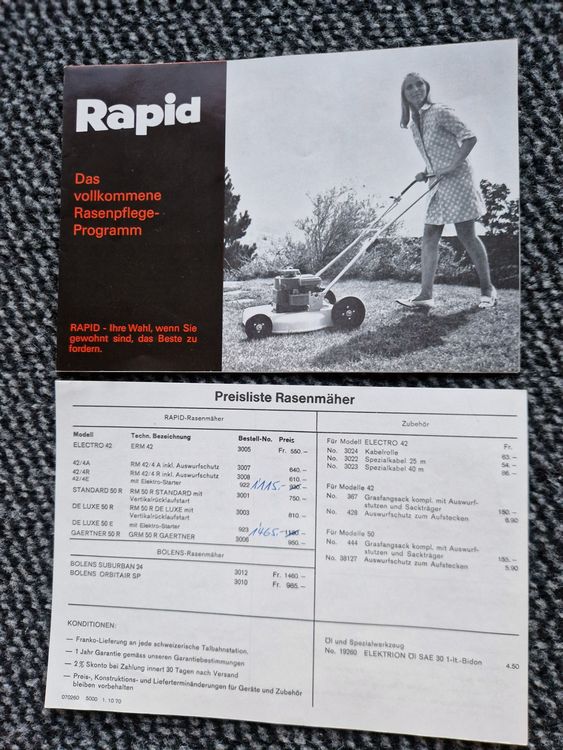 Rapid
Das
vollkommene
Rasenpflege-
Programm
RAPID - Ihre Wahl, wenn Sie
gewohnt sind, das Beste zu
fordern.
Preisliste Rasenmäher
RAPID-Rasenmäher
Modell Techn. Bezeichnung Bestell-No. Preis
ELECTRO 42 ERM 42 3005 Fr. 550.—
42/4A RM 42/4 A inkl. Auswurfschutz 3007 640.—
42/4R RM 42/4 R inkl. Auswurfschutz 3008 610.—
42/4E mit Elektro-Starter 922 1115.- 930.—
STANDARD 50 R RM 50 R STANDARD mit 3001 750.—
Vertikalrücklaufstart
DE LUXE 50 R RM 50 R DE LUXE mit 3003 810.—
Vertikalrücklaufstart
DE LUXE 50 E mit Elektro-Starter 923 1465.-
GAERTNER 50 R GRM 50 R GAERTNER 3006 950.—
BOLENS-Rasenmäher
BOLENS SUBURBAN 24 3012 Fr. 1460.—
BOLENS ORBITAIR SP 3010 Fr. 985.—
KONDITIONEN:
— Franko-Lieferung an jede schweizerische Talbahnstation.
— 1 Jahr Garantie gemäss unseren Garantiebestimmungen
— 2 % Skonto bei Zahlung innert 30 Tagen nach Versand
— Preis-, Konstruktions- und Lieferterminänderungen für Geräte und Zubehör
bleiben vorbehalten
070260 5000 1. 10 70
Zubehör
Für Modell ELECTRO 42 Fr.
No. 3024 Kabelrolle 63.—
No. 3022 Spezialkabel 25 m 54.—
No. 3023 Spezialkabel 40 m 86.—
Für Modelle 42
No. 367 Grasfangsack kompl. mit Auswurf-
stutzen und Sackträger 150.—
No. 428 Auswurfschutz zum Aufstecken 6.90
Für Modelle 50
No. 444 Grasfangsack kompl. mit Auswurf-
stutzen und Sackträger 155.—
No. 38127 Auswurfschutz zum Aufstecken 5.90
Öl und Spezialwerkzeug
No. 19260 ELEKTRION Öl SAE 30 1-lt.-Bidon 4.50